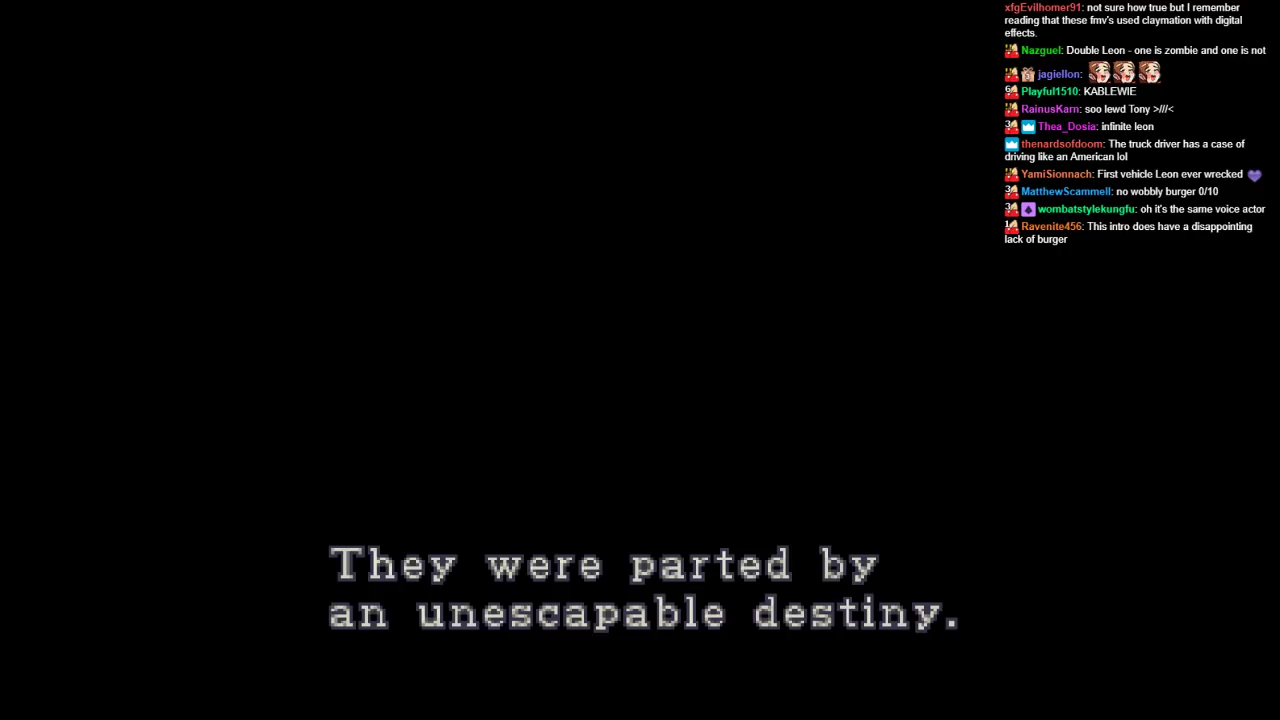 xfgEvilhomer91: not sure how true but I remember
reading that these fmv's used claymation with digital
effects.
Nazguel: Double Leon - one is zombie and one is not
jagiellon:
Playful1510: KABLEWIE
RainusKarn: soo lewd Tony >///<
Thea_Dosia: infinite leon
thenardsofdoom: The truck driver has a case of
driving like an American lol
YamiSionnach: First vehicle Leon ever wrecked
MatthewScammell: no wobbly burger 0/10
wombatstylekungfu: oh it's the same voice actor
Ravenite456: This intro does have a disappointing
lack of burger
They were parted by
an unescapable destiny.